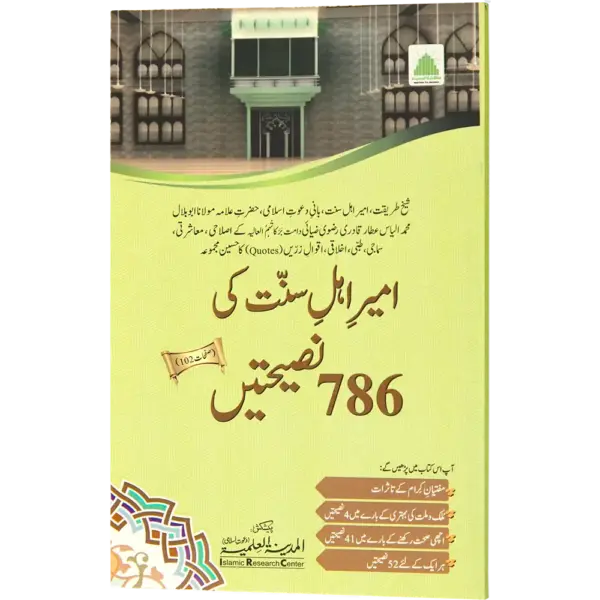 شیخ طریقت، امیر اہل سنت، بانیِ دعوت اسلامی، حضرت علامہ مولانا ابو بلال
محمد الیاس عطار قادری رضوی ضیائی دامت برکاتہم العالیہ کے اصلاحی، معاشرتی،
سماجی، طبی، اخلاقی، اقوالِ زریں (Quotes) کا حسین مجموعہ
امیرِ اہلِ سنّت کی
786 نصیحتیں
(صفحات 102)
آپ اس کتاب میں پڑھیں گے:
مفتیانِ کرام کے تاثرات
ملک و ملت کی بہتری کے بارے میں 4 نصیحتیں
اچھی صحت رکھنے کے بارے میں 41 نصیحتیں
ہر ایک کے لئے 52 نصیحتیں
پیشکش:
المدینۃ العلمیۃ (دعوتِ اسلامی)
Islamic Research Center